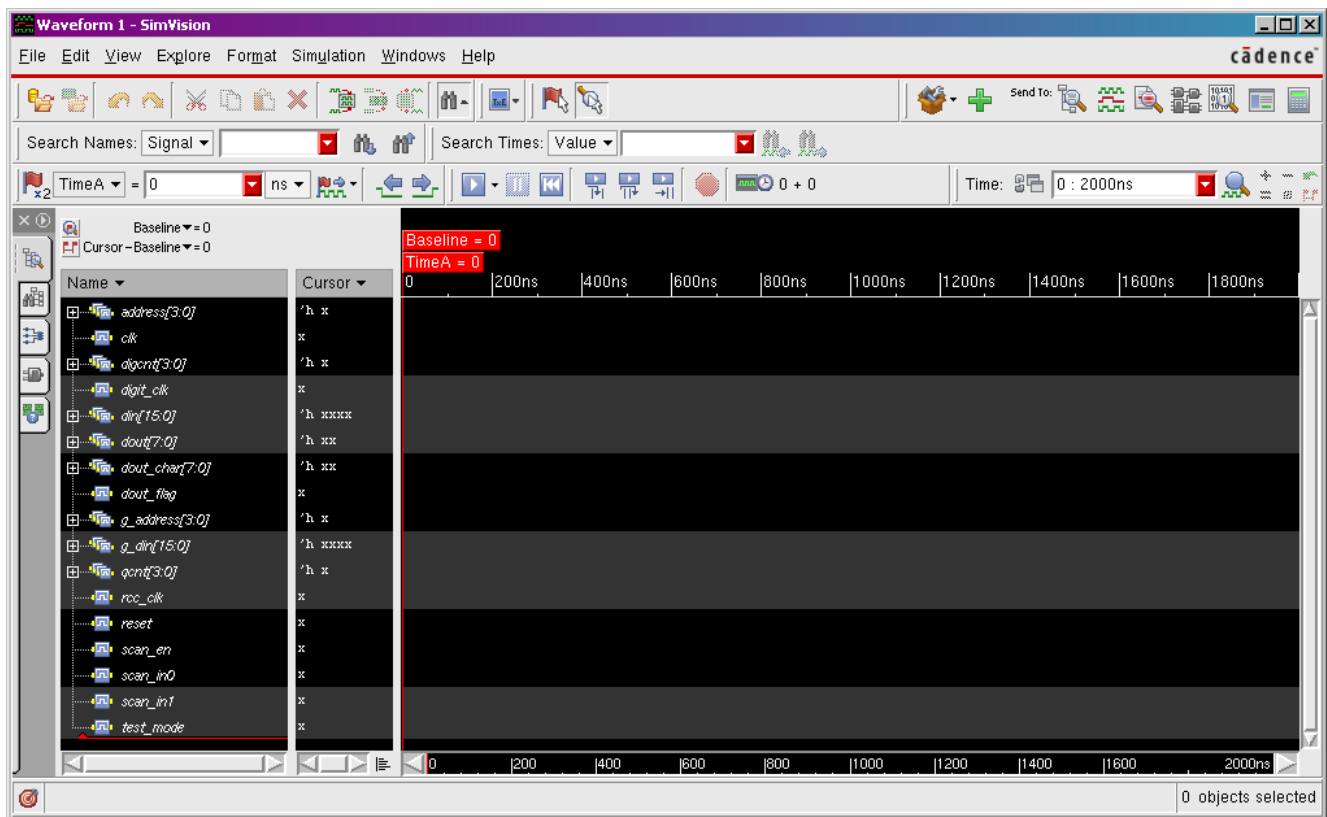 Waveform 1 - SimVision
File Edit View Explore Format Simulation Windows Help cādence
Send To:
Search Names: Signal Search Times: Value
x2 TimeA = 0 ns 0 + 0 Time: 0 : 2000ns
Baseline = 0
Cursor-Baseline = 0
Baseline = 0
TimeA = 0
Name Cursor 0 200ns 400ns 600ns 800ns 1000ns 1200ns 1400ns 1600ns 1800ns
address[3:0] 'h x
clk x
digcnt[3:0] 'h x
digit_clk x
din[15:0] 'h xxxx
dout[7:0] 'h xx
dout_char[7:0] 'h xx
dout_flag x
g_address[3:0] 'h x
g_din[15:0] 'h xxxx
qcnt[3:0] 'h x
rcc_clk x
reset x
scan_en x
scan_in0 x
scan_in1 x
test_mode x
0 200 400 600 800 1000 1200 1400 1600 2000ns
0 objects selected